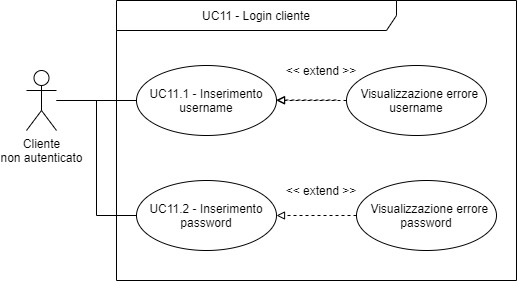 UC11 - Login cliente
<< extend >>
UC11.1 - Inserimento
username
Visualizzazione errore
username
Cliente
non autenticato
<< extend >>
UC11.2 - Inserimento
password
Visualizzazione errore
password